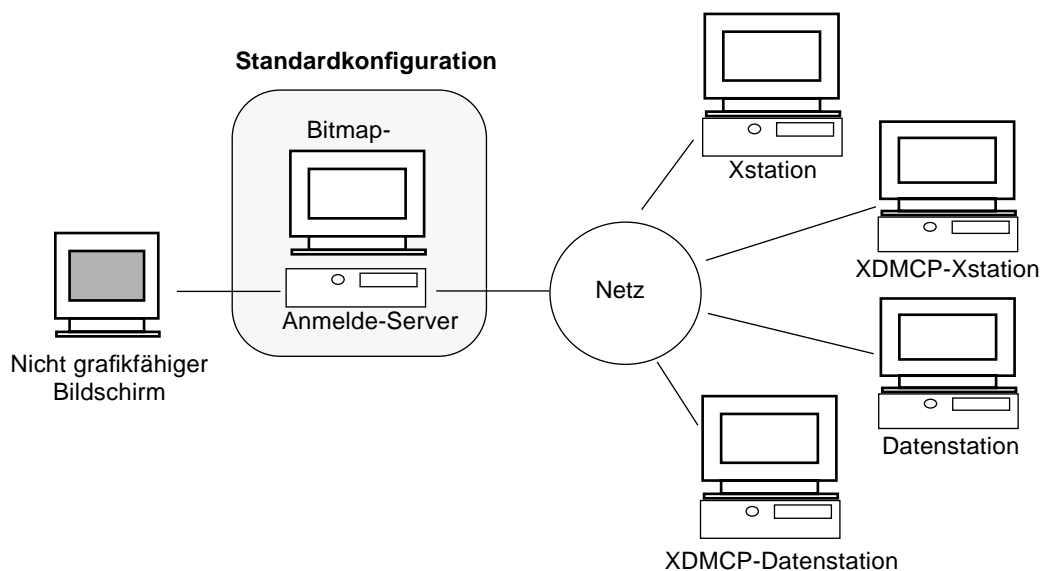 Standardkonfiguration
Bitmap-
Anmelde-Server
Nicht grafikfähiger
Bildschirm
Netz
Xstation
XDMCP-Xstation
Datenstation
XDMCP-Datenstation